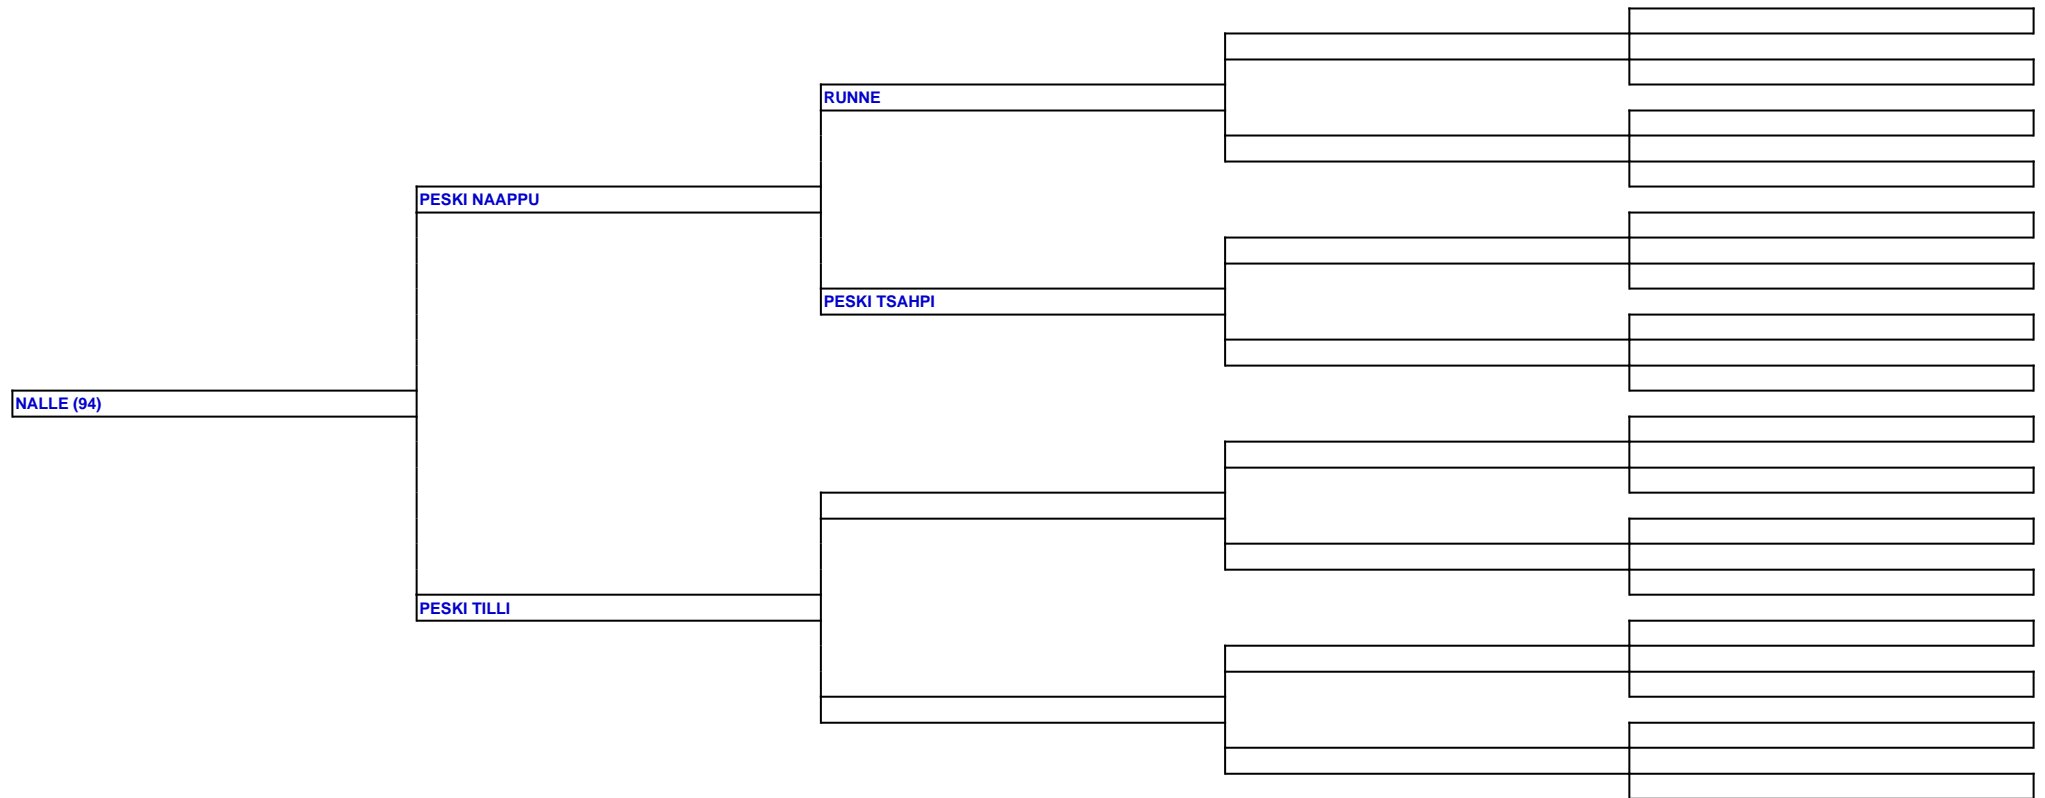 RUNNE
PESKI NAAPPU
PESKI TSAHPI
NALLE (94)
PESKI TILLI